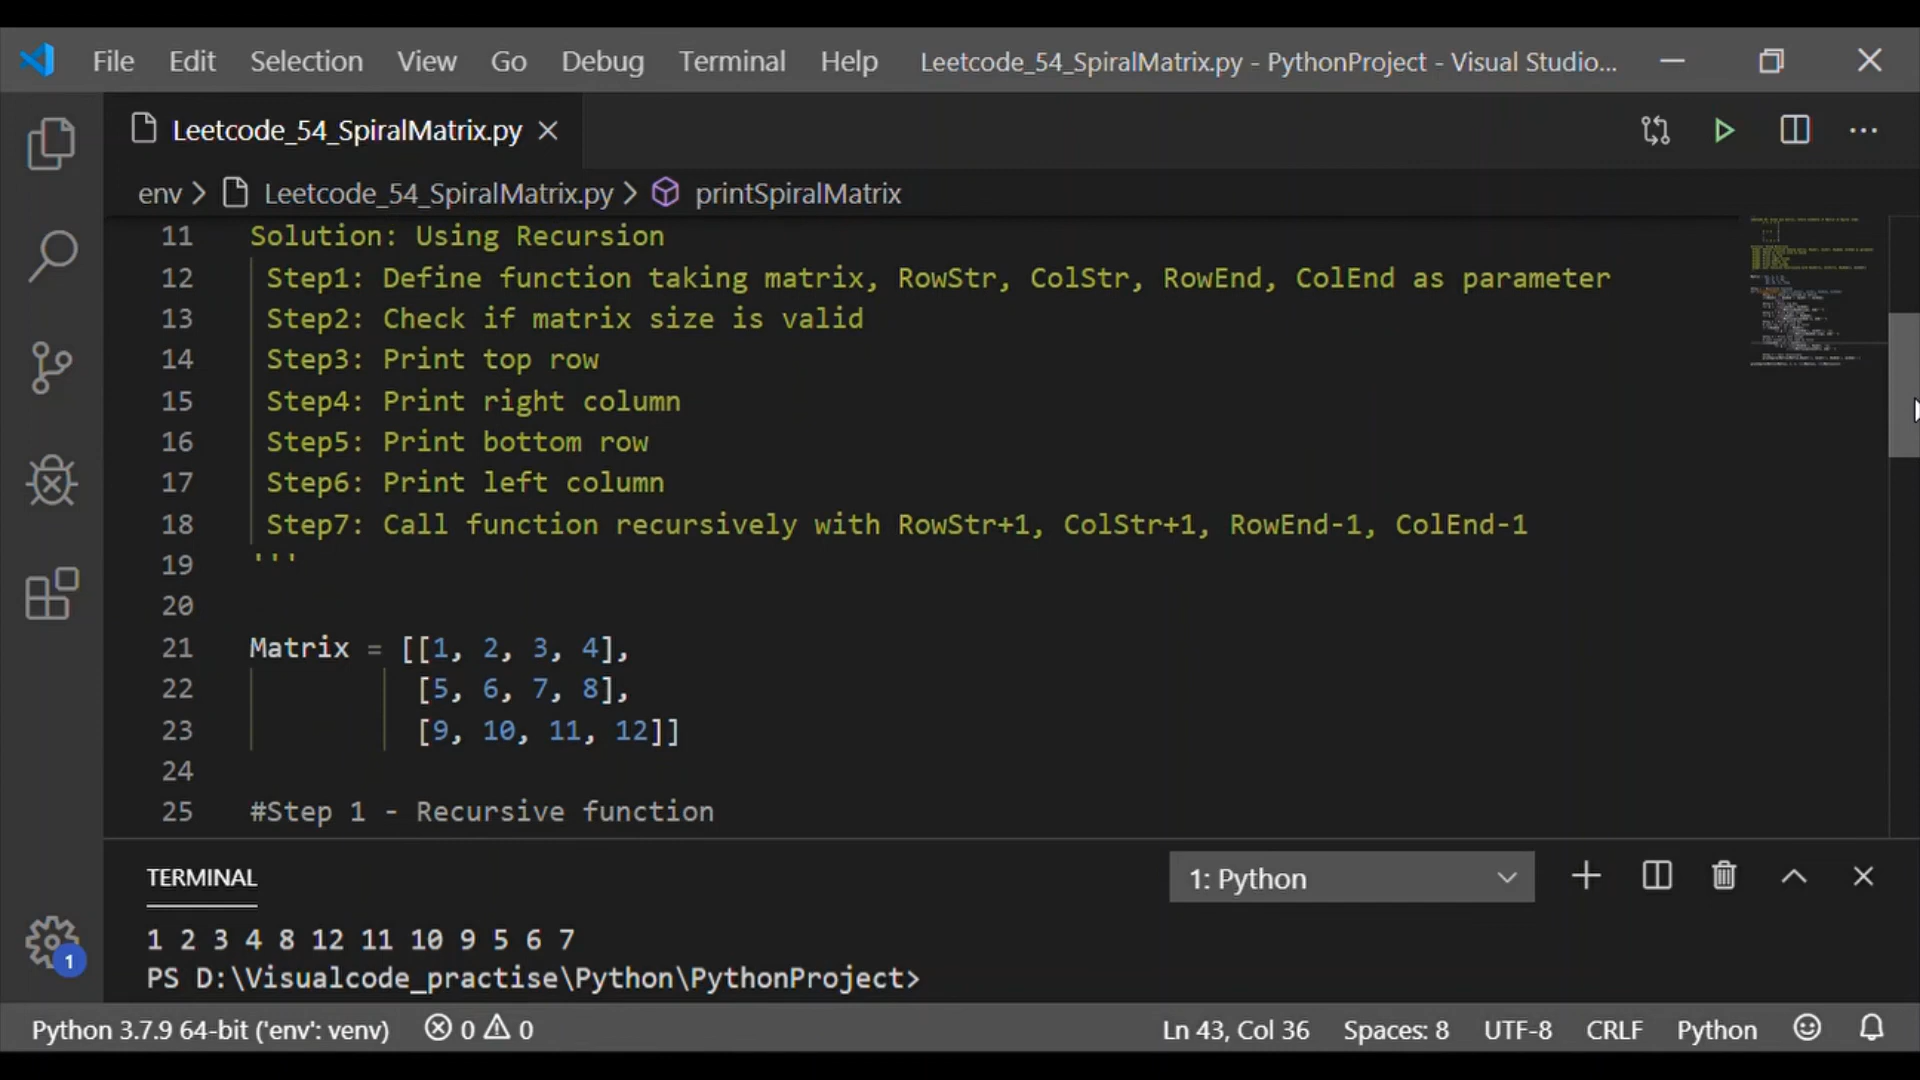 File Edit Selection View Go Debug Terminal Help Leetcode_54_SpiralMatrix.py - PythonProject - Visual Studio...
Leetcode_54_SpiralMatrix.py
env > Leetcode_54_SpiralMatrix.py > printSpiralMatrix
11 Solution: Using Recursion
12 Step1: Define function taking matrix, RowStr, ColStr, RowEnd, ColEnd as parameter
13 Step2: Check if matrix size is valid
14 Step3: Print top row
15 Step4: Print right column
16 Step5: Print bottom row
17 Step6: Print left column
18 Step7: Call function recursively with RowStr+1, ColStr+1, RowEnd-1, ColEnd-1
19 '''
20
21 Matrix = [[1, 2, 3, 4],
22 [5, 6, 7, 8],
23 [9, 10, 11, 12]]
24
25 #Step 1 - Recursive function
TERMINAL 1: Python
1 2 3 4 8 12 11 10 9 5 6 7
PS D:\Visualcode_practise\Python\PythonProject>
1
Python 3.7.9 64-bit ('env': venv) 0 0 Ln 43, Col 36 Spaces: 8 UTF-8 CRLF Python